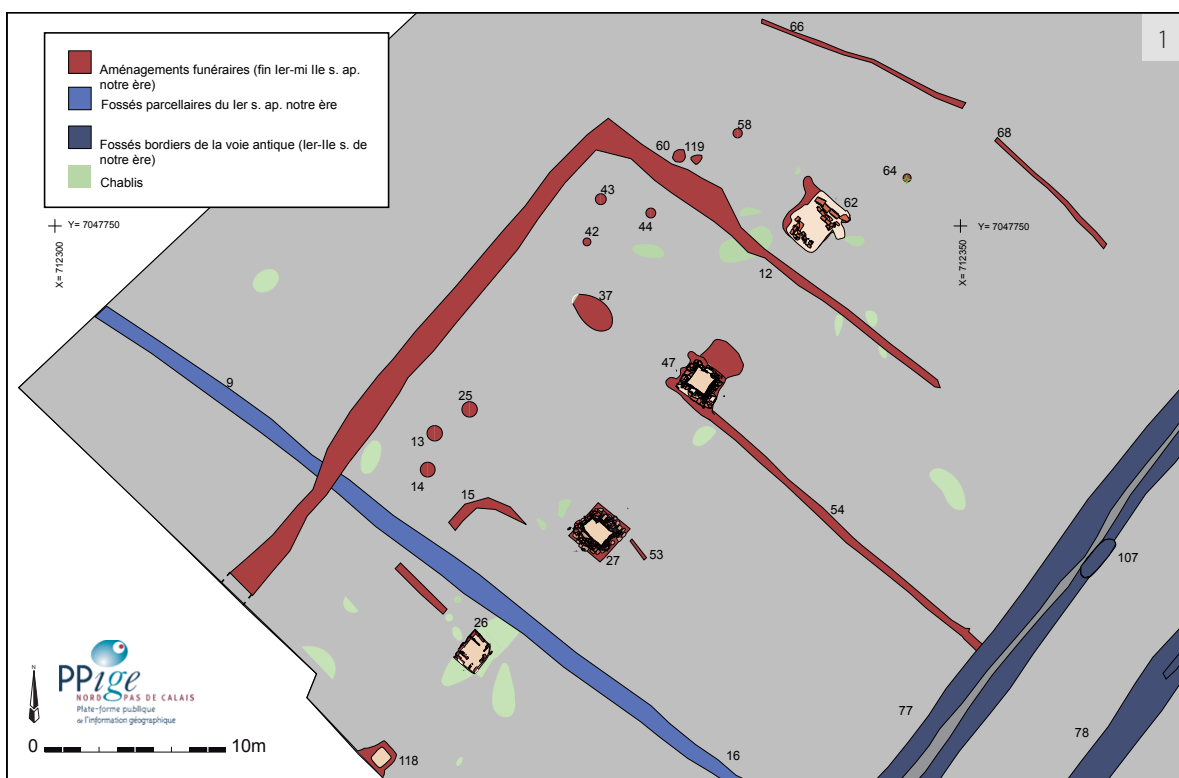 1
Aménagements funéraires (fin Ier-mi IIe s. ap.
notre ère)
Fossés parcellaires du Ier s. ap. notre ère
Fossés bordiers de la voie antique (Ier-IIe s. de
notre ère)
Chablis
66
68
58
60
119
64
62
43
44
42
12
37
Y= 7047750
X= 712300
Y= 7047750
X= 712350
9
47
25
13
14
15
54
53
27
107
26
77
78
16
118
N
PPige
NORD PAS DE CALAIS
Plate-forme publique
de l'information géographique
0 10m